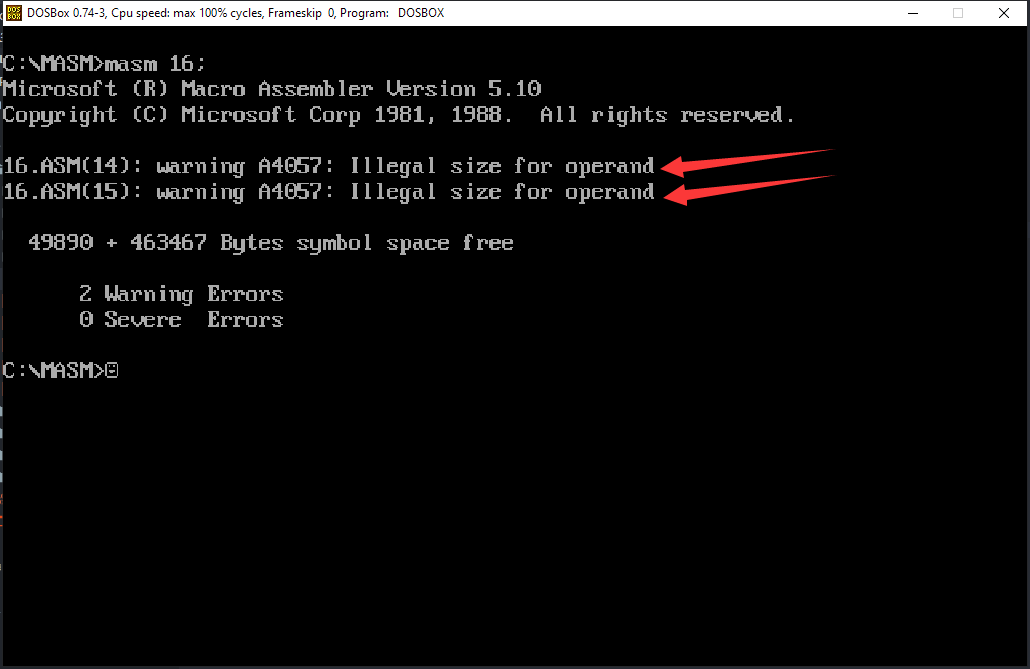 DOSBox 0.74-3, Cpu speed: max 100% cycles, Frameskip 0, Program: DOSBOX
C:\MASM>masm 16;
Microsoft (R) Macro Assembler Version 5.10
Copyright (C) Microsoft Corp 1981, 1988.  All rights reserved.
16.ASM(14): warning A4057: Illegal size for operand
16.ASM(15): warning A4057: Illegal size for operand
49890 + 463467 Bytes symbol space free
2 Warning Errors
0 Severe  Errors
C:\MASM>